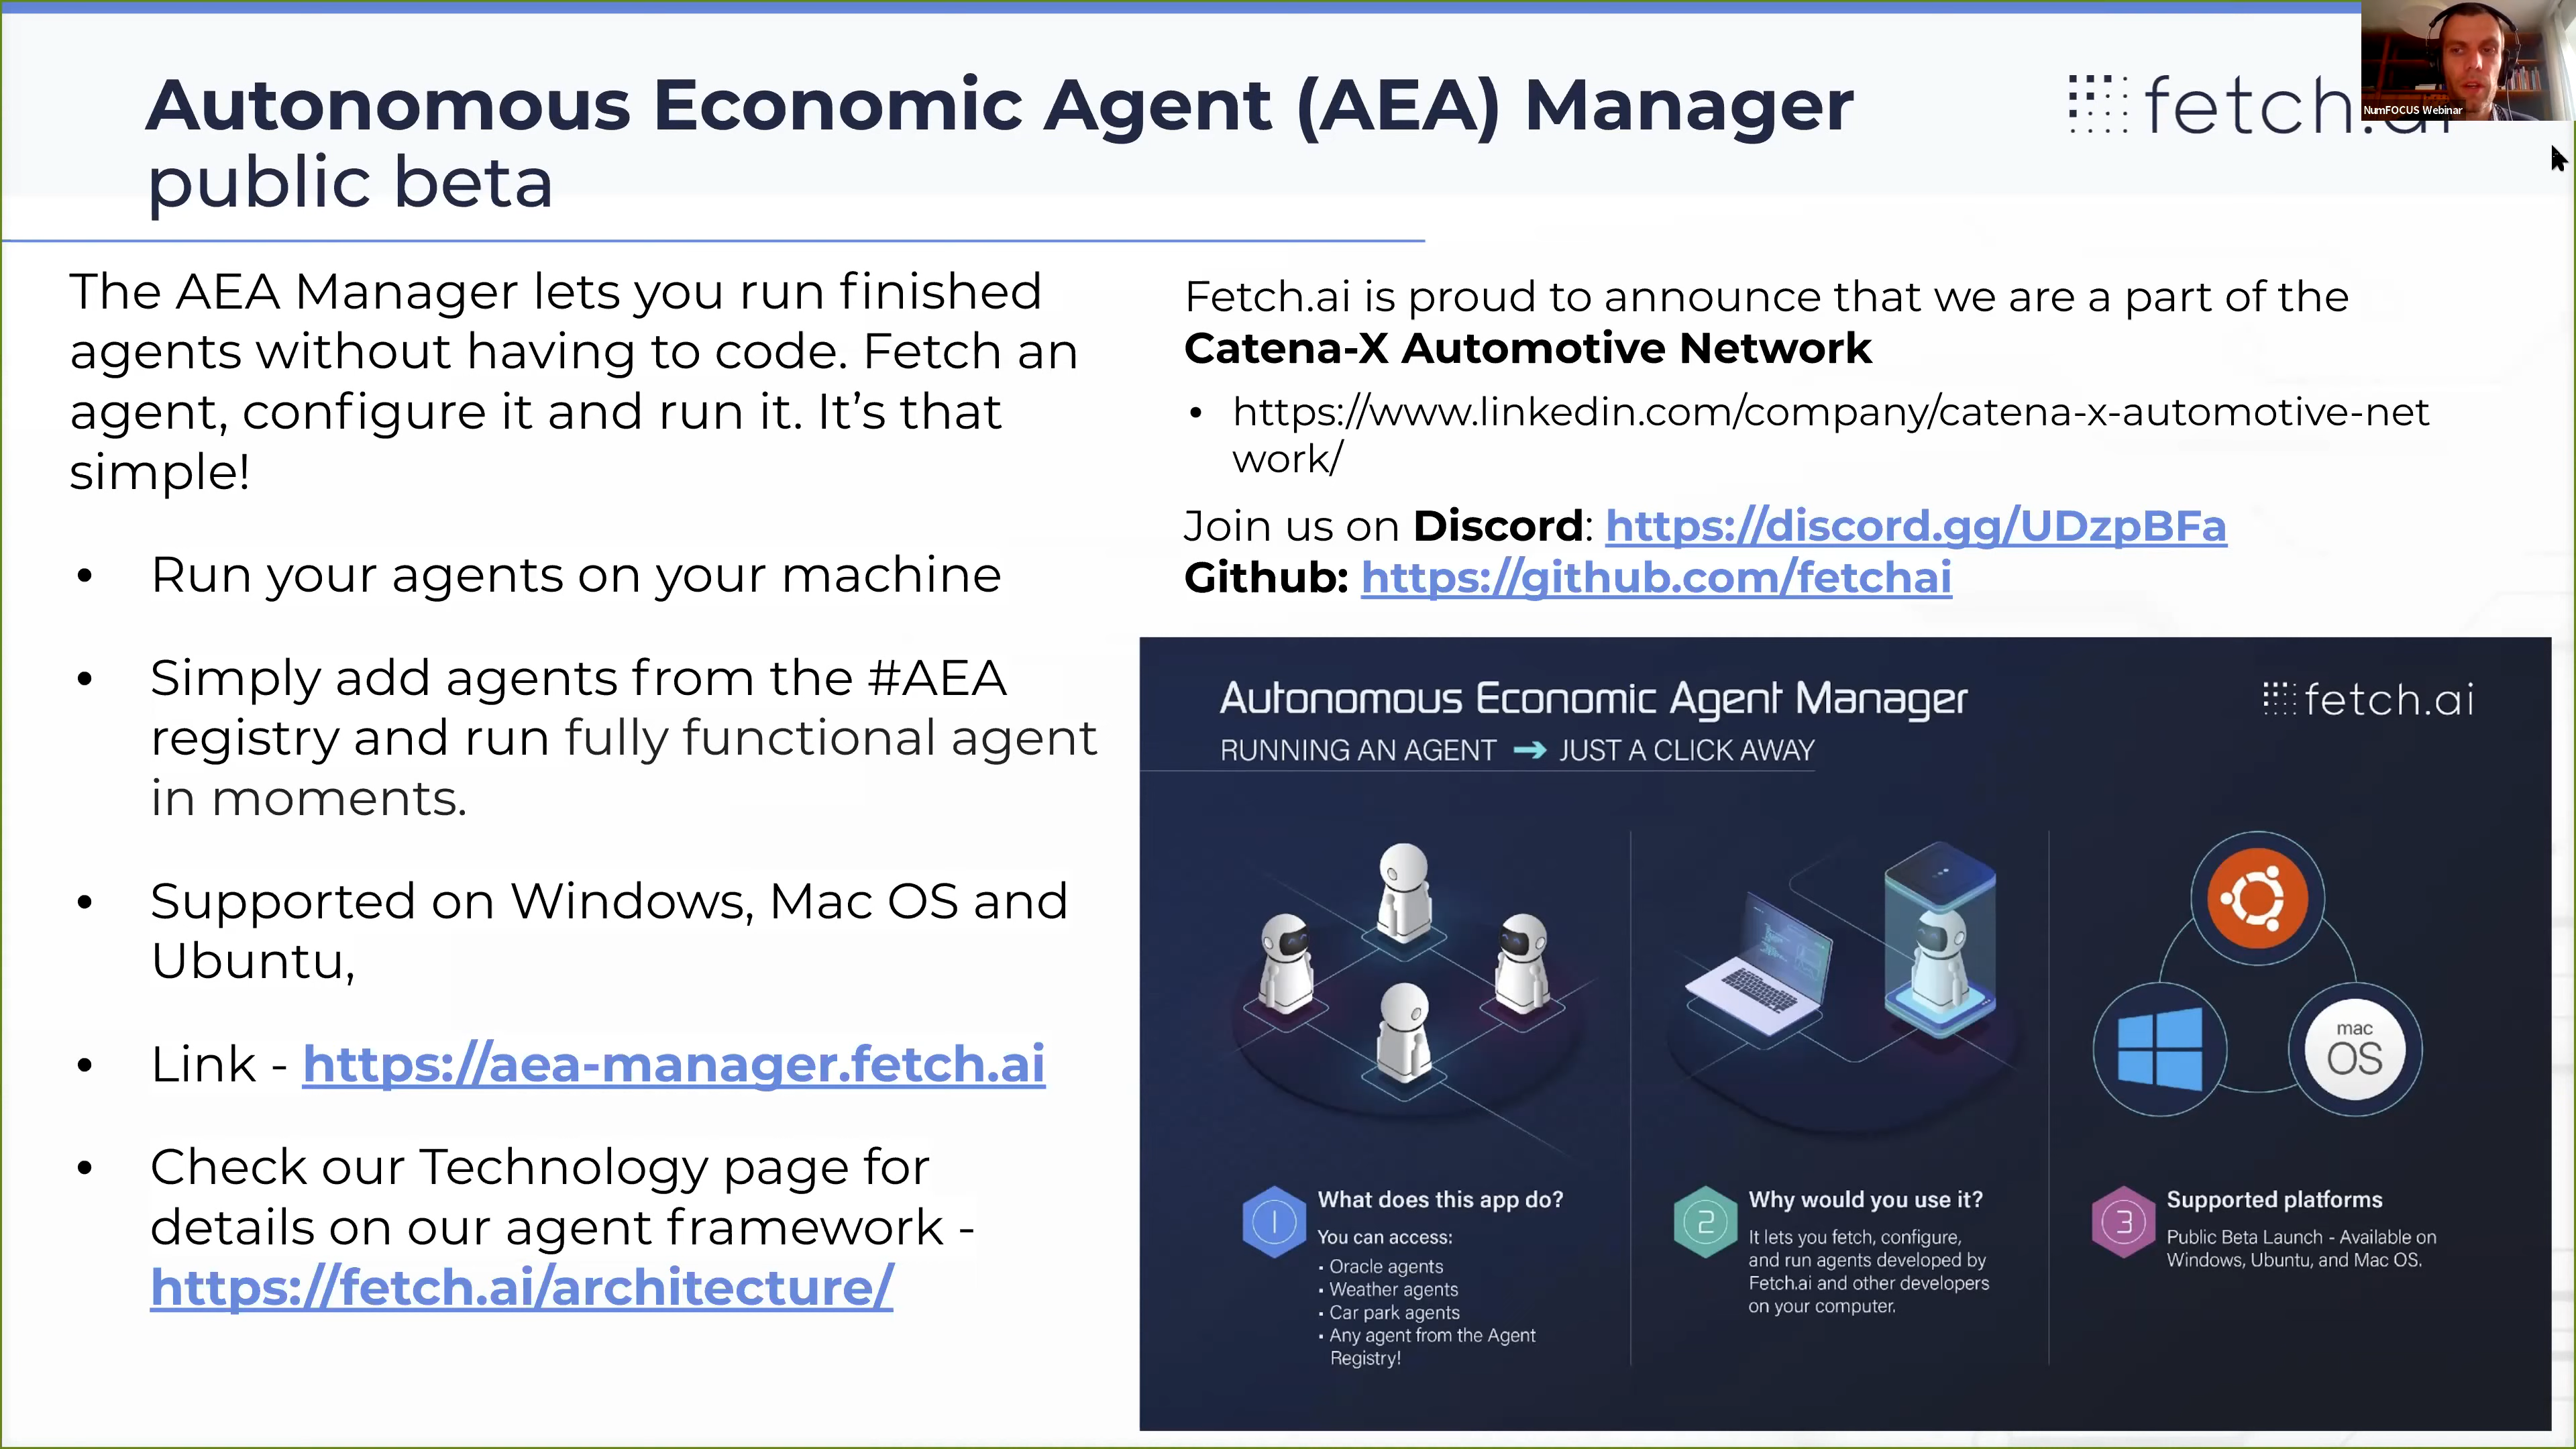 Autonomous Economic Agent (AEA) Manager
public beta
fetch.ai
NumFOCUS Webinar
The AEA Manager lets you run finished
agents without having to code. Fetch an
agent, configure it and run it. It’s that
simple!
• Run your agents on your machine
• Simply add agents from the #AEA
registry and run fully functional agent
in moments.
• Supported on Windows, Mac OS and
Ubuntu,
• Link - https://aea-manager.fetch.ai
• Check our Technology page for
details on our agent framework -
https://fetch.ai/architecture/
Fetch.ai is proud to announce that we are a part of the
Catena-X Automotive Network
• https://www.linkedin.com/company/catena-x-automotive-net
work/
Join us on Discord: https://discord.gg/UDzpBFa
Github: https://github.com/fetchai
Autonomous Economic Agent Manager
fetch.ai
RUNNING AN AGENT ➔ JUST A CLICK AWAY
mac
OS
1
What does this app do?
You can access:
• Oracle agents
• Weather agents
• Car park agents
• Any agent from the Agent
Registry!
2
Why would you use it?
It lets you fetch, configure,
and run agents developed by
Fetch.ai and other developers
on your computer.
3
Supported platforms
Public Beta Launch - Available on
Windows, Ubuntu, and Mac OS.